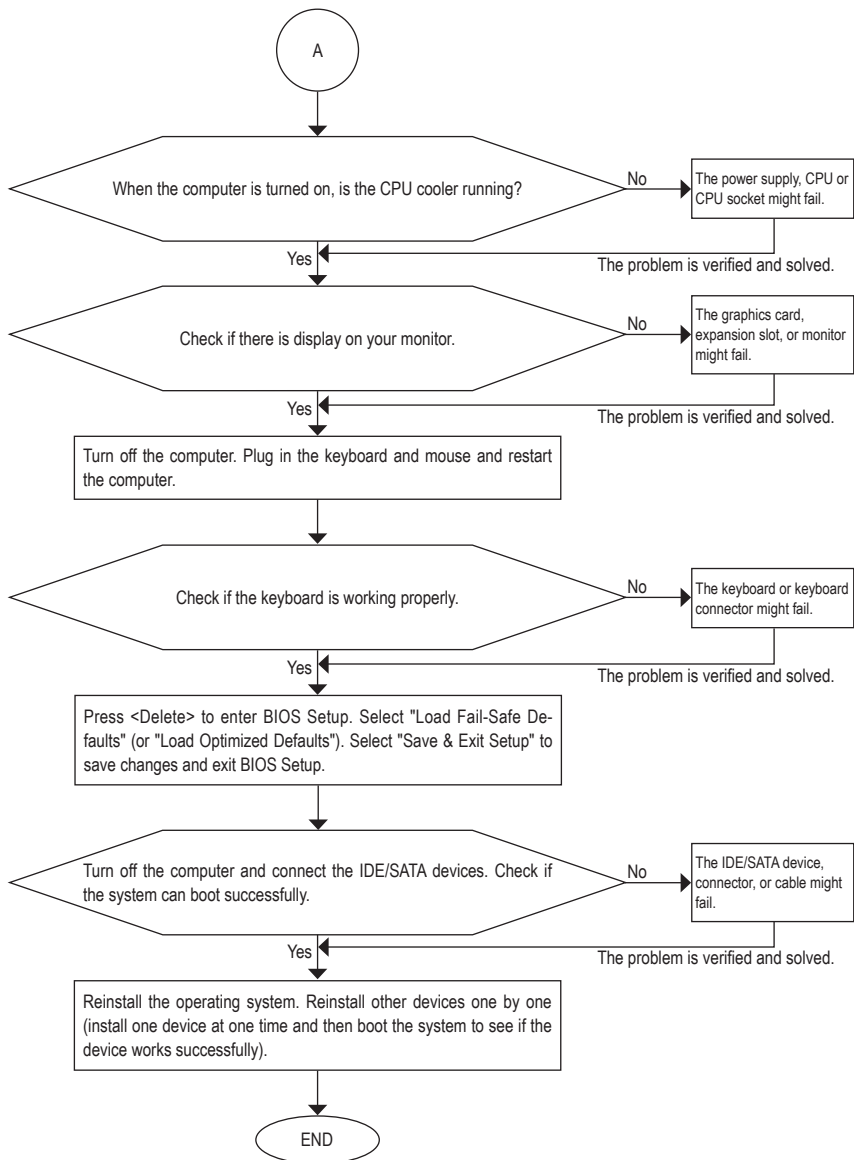 A
When the computer is turned on, is the CPU cooler running?
No
The power supply, CPU or
CPU socket might fail.
Yes
The problem is verified and solved.
Check if there is display on your monitor.
No
The graphics card,
expansion slot, or monitor
might fail.
Yes
The problem is verified and solved.
Turn off the computer. Plug in the keyboard and mouse and restart
the computer.
Check if the keyboard is working properly.
No
The keyboard or keyboard
connector might fail.
Yes
The problem is verified and solved.
Press <Delete> to enter BIOS Setup. Select "Load Fail-Safe De-
faults" (or "Load Optimized Defaults"). Select "Save & Exit Setup" to
save changes and exit BIOS Setup.
Turn off the computer and connect the IDE/SATA devices. Check if
the system can boot successfully.
No
The IDE/SATA device,
connector, or cable might
fail.
Yes
The problem is verified and solved.
Reinstall the operating system. Reinstall other devices one by one
(install one device at one time and then boot the system to see if the
device works successfully).
END